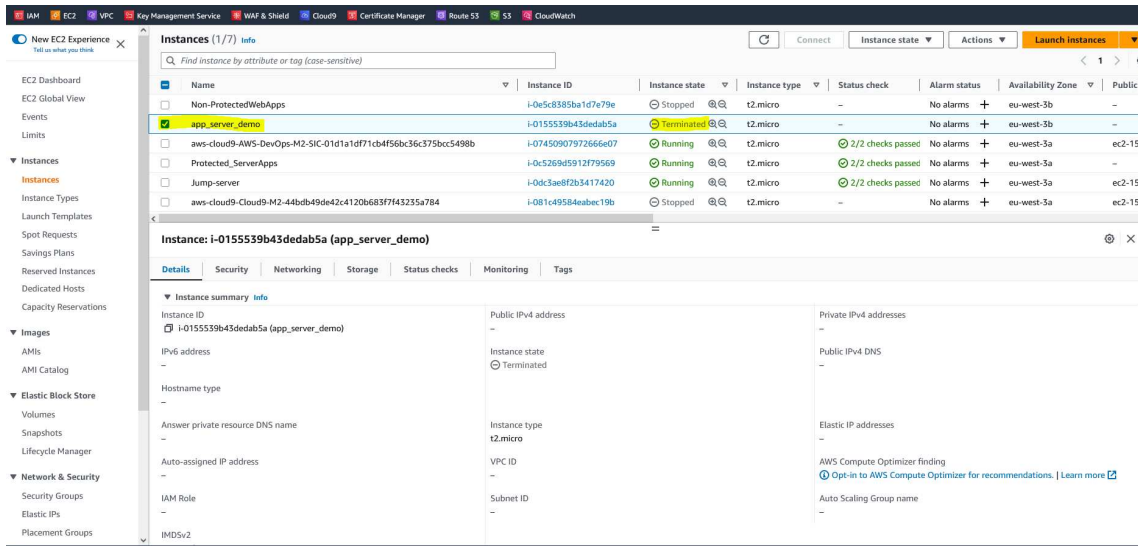 IAM EC2 VPC Key Management Service WAF & Shield Cloud9 Certificate Manager Route 53 S3 CloudWatch
New EC2 Experience
Tell us what you think
EC2 Dashboard
EC2 Global View
Events
Limits
Instances
Instances
Instance Types
Launch Templates
Spot Requests
Savings Plans
Reserved Instances
Dedicated Hosts
Capacity Reservations
Images
AMIs
AMI Catalog
Elastic Block Store
Volumes
Snapshots
Lifecycle Manager
Network & Security
Security Groups
Elastic IPs
Placement Groups
Instances (1/7) Info
Connect Instance state Actions Launch instances
Find instance by attribute or tag (case-sensitive)
1
Name Instance ID Instance state Instance type Status check Alarm status Availability Zone Public
Non-ProtectedWebApps i-0e5c8385ba1d7e79e Stopped t2.micro – No alarms + eu-west-3b –
app_server_demo i-0155539b43dedab5a Terminated t2.micro – No alarms + eu-west-3b –
aws-cloud9-AWS-DevOps-M2-SIC-01d1a1df71cb4f56bc36c375bcc5498b i-07450907972666e07 Running t2.micro 2/2 checks passed No alarms + eu-west-3a ec2-15
Protected_ServerApps i-0c5269d5912f79569 Running t2.micro 2/2 checks passed No alarms + eu-west-3a –
Jump-server i-0dc3ae8f2b3417420 Running t2.micro 2/2 checks passed No alarms + eu-west-3a ec2-15
aws-cloud9-Cloud9-M2-44bdb49de42c4120b683f7f43235a784 i-081c49584eabec19b Stopped t2.micro – No alarms + eu-west-3a ec2-15
Instance: i-0155539b43dedab5a (app_server_demo)
Details Security Networking Storage Status checks Monitoring Tags
Instance summary Info
Instance ID Public IPv4 address Private IPv4 addresses
i-0155539b43dedab5a (app_server_demo) – –
IPv6 address Instance state Public IPv4 DNS
– Terminated –
Hostname type
–
Answer private resource DNS name Instance type Elastic IP addresses
– t2.micro –
Auto-assigned IP address VPC ID AWS Compute Optimizer finding
– – Opt-in to AWS Compute Optimizer for recommendations. | Learn more
IAM Role Subnet ID Auto Scaling Group name
– – –
IMDSv2